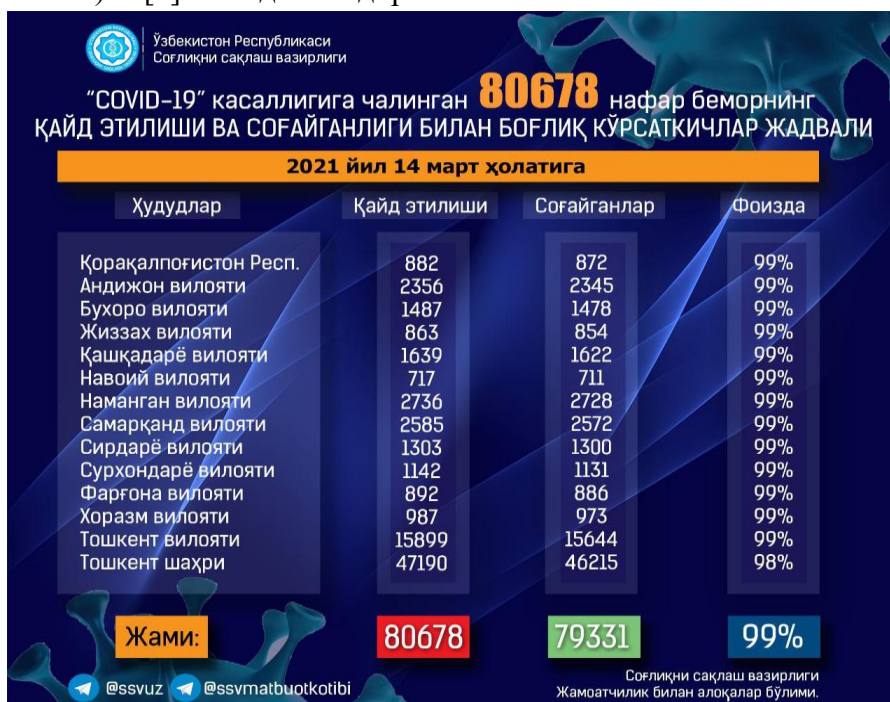 Ўзбекистон Республикаси
Соғлиқни сақлаш вазирлиги
“COVID-19” касаллигига чалинган 80678 нафар беморнинг
ҚАЙД ЭТИЛИШИ ВА СОҒАЙГАНЛИГИ БИЛАН БОҒЛИҚ КЎРСАТКИЧЛАР ЖАДВАЛИ
2021 йил 14 март ҳолатига
Ҳудудлар Қайд этилиши Соғайганлар Фоизда
Қорақалпоғистон Респ. 882 872 99%
Андижон вилояти 2356 2345 99%
Бухоро вилояти 1487 1478 99%
Жиззах вилояти 863 854 99%
Қашқадарё вилояти 1639 1622 99%
Навоий вилояти 717 711 99%
Наманган вилояти 2736 2728 99%
Самарқанд вилояти 2585 2572 99%
Сирдарё вилояти 1303 1300 99%
Сурхондарё вилояти 1142 1131 99%
Фарғона вилояти 892 886 99%
Хоразм вилояти 987 973 99%
Тошкент вилояти 15899 15644 99%
Тошкент шаҳри 47190 46215 98%
Жами: 80678 79331 99%
@ssvuz @ssvmatbuotkotibi
Соғлиқни сақлаш вазирлиги
Жамоатчилик билан алоқалар бўлими.